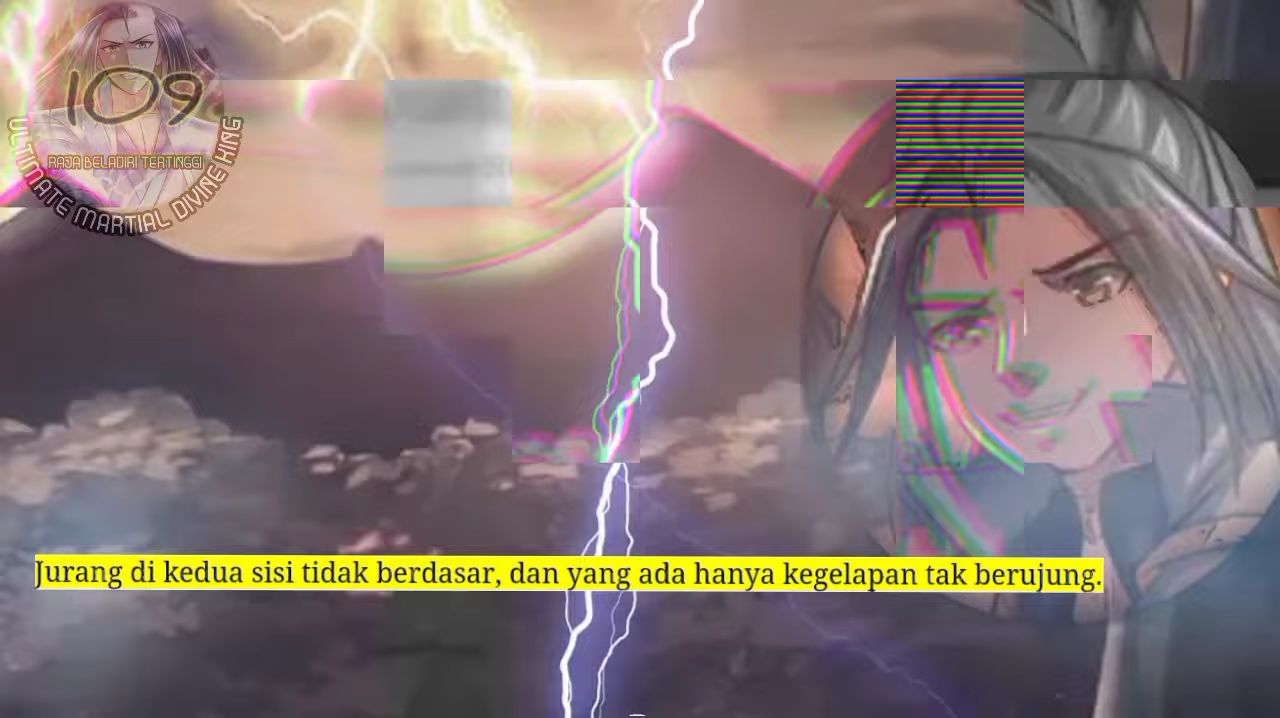 109
RAJA BELADIRI TERTINGGI
ULTIMATE MARTIAL DIVINE KING
Jurang di kedua sisi tidak berdasar, dan yang ada hanya kegelapan tak berujung.